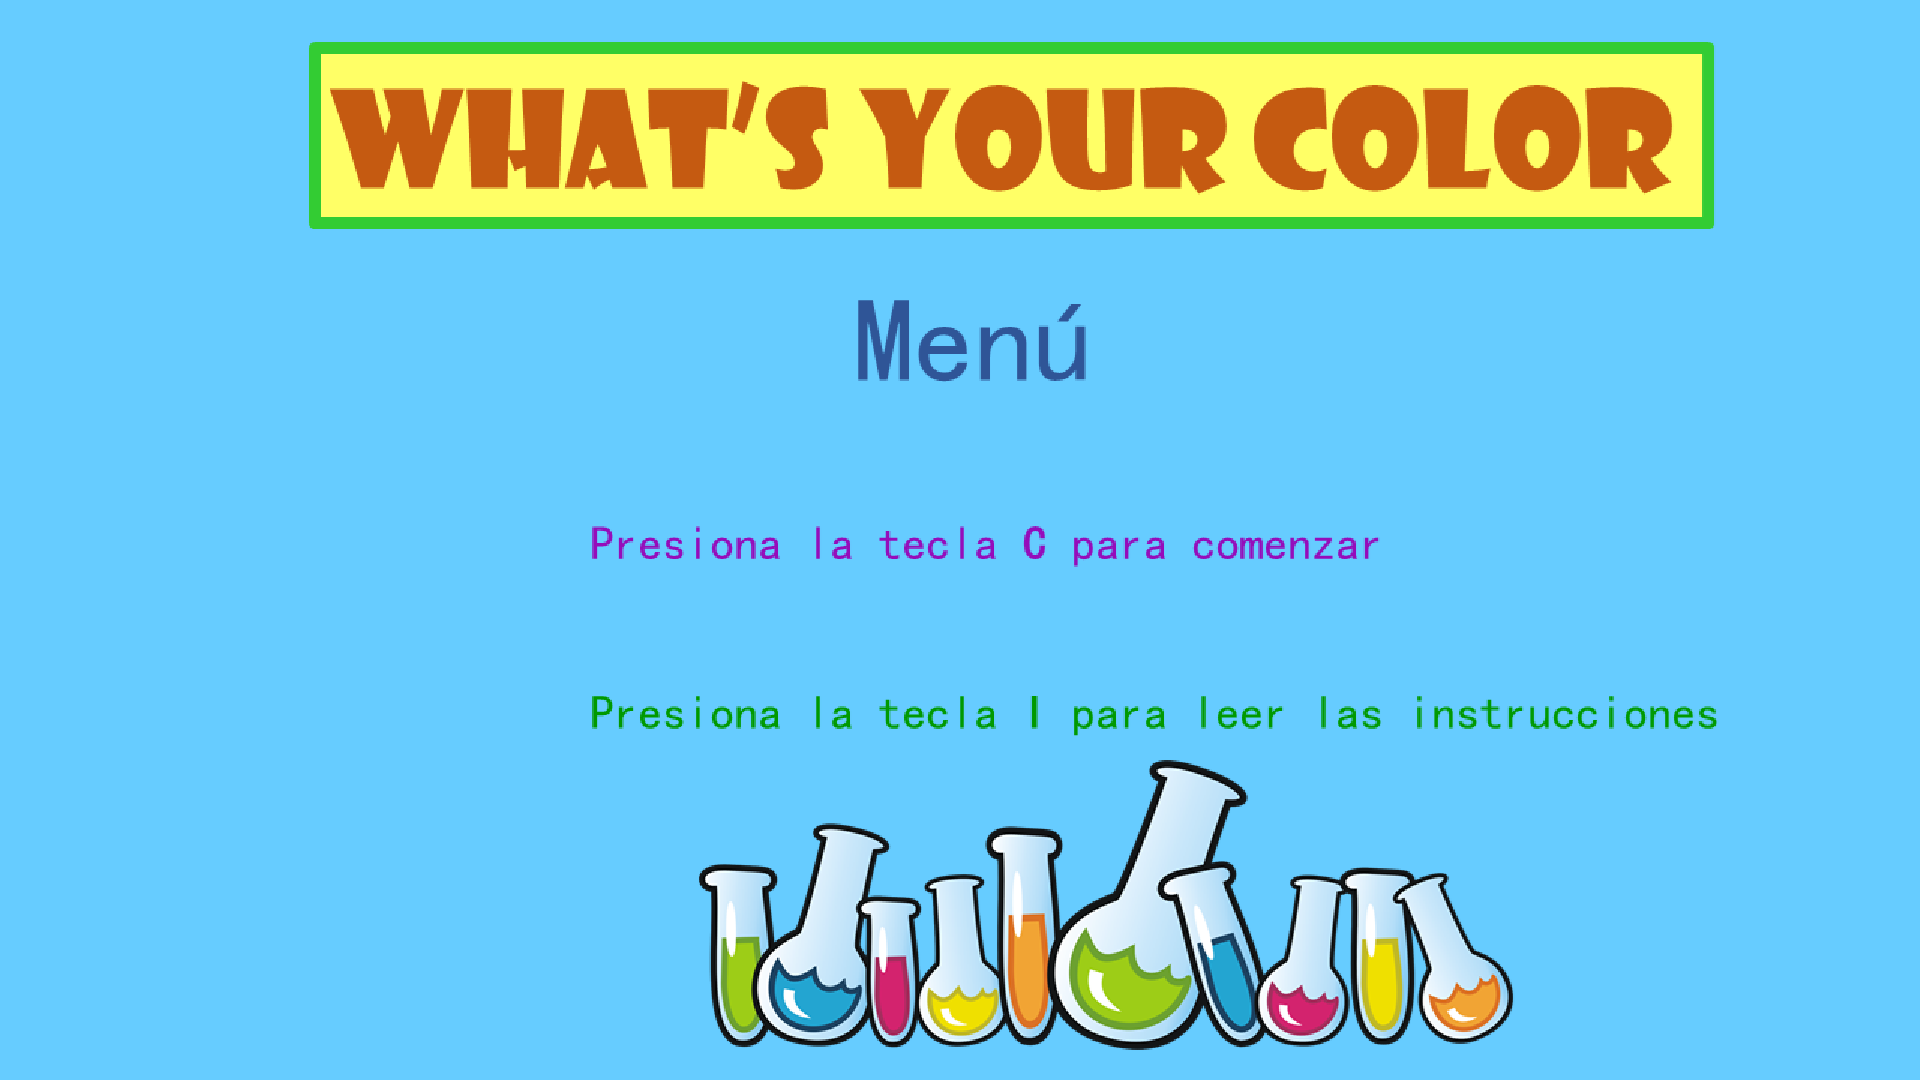 WHAT'S YOUR COLOR
Menú
Presiona la tecla C para comenzar
Presiona la tecla I para leer las instrucciones